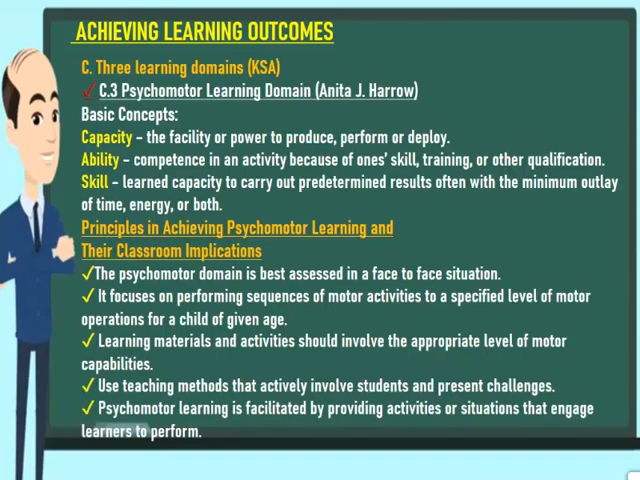 ACHIEVING LEARNING OUTCOMES
C. Three learning domains (KSA)
✓ C.3 Psychomotor Learning Domain (Anita J. Harrow)
Basic Concepts:
Capacity – the facility or power to produce, perform or deploy.
Ability – competence in an activity because of ones' skill, training, or other qualification.
Skill – learned capacity to carry out predetermined results often with the minimum outlay
of time, energy, or both.
Principles in Achieving Psychomotor Learning and
Their Classroom Implications
✓The psychomotor domain is best assessed in a face to face situation.
✓ It focuses on performing sequences of motor activities to a specified level of motor
operations for a child of given age.
✓ Learning materials and activities should involve the appropriate level of motor
capabilities.
✓ Use teaching methods that actively involve students and present challenges.
✓ Psychomotor learning is facilitated by providing activities or situations that engage
learners to perform.